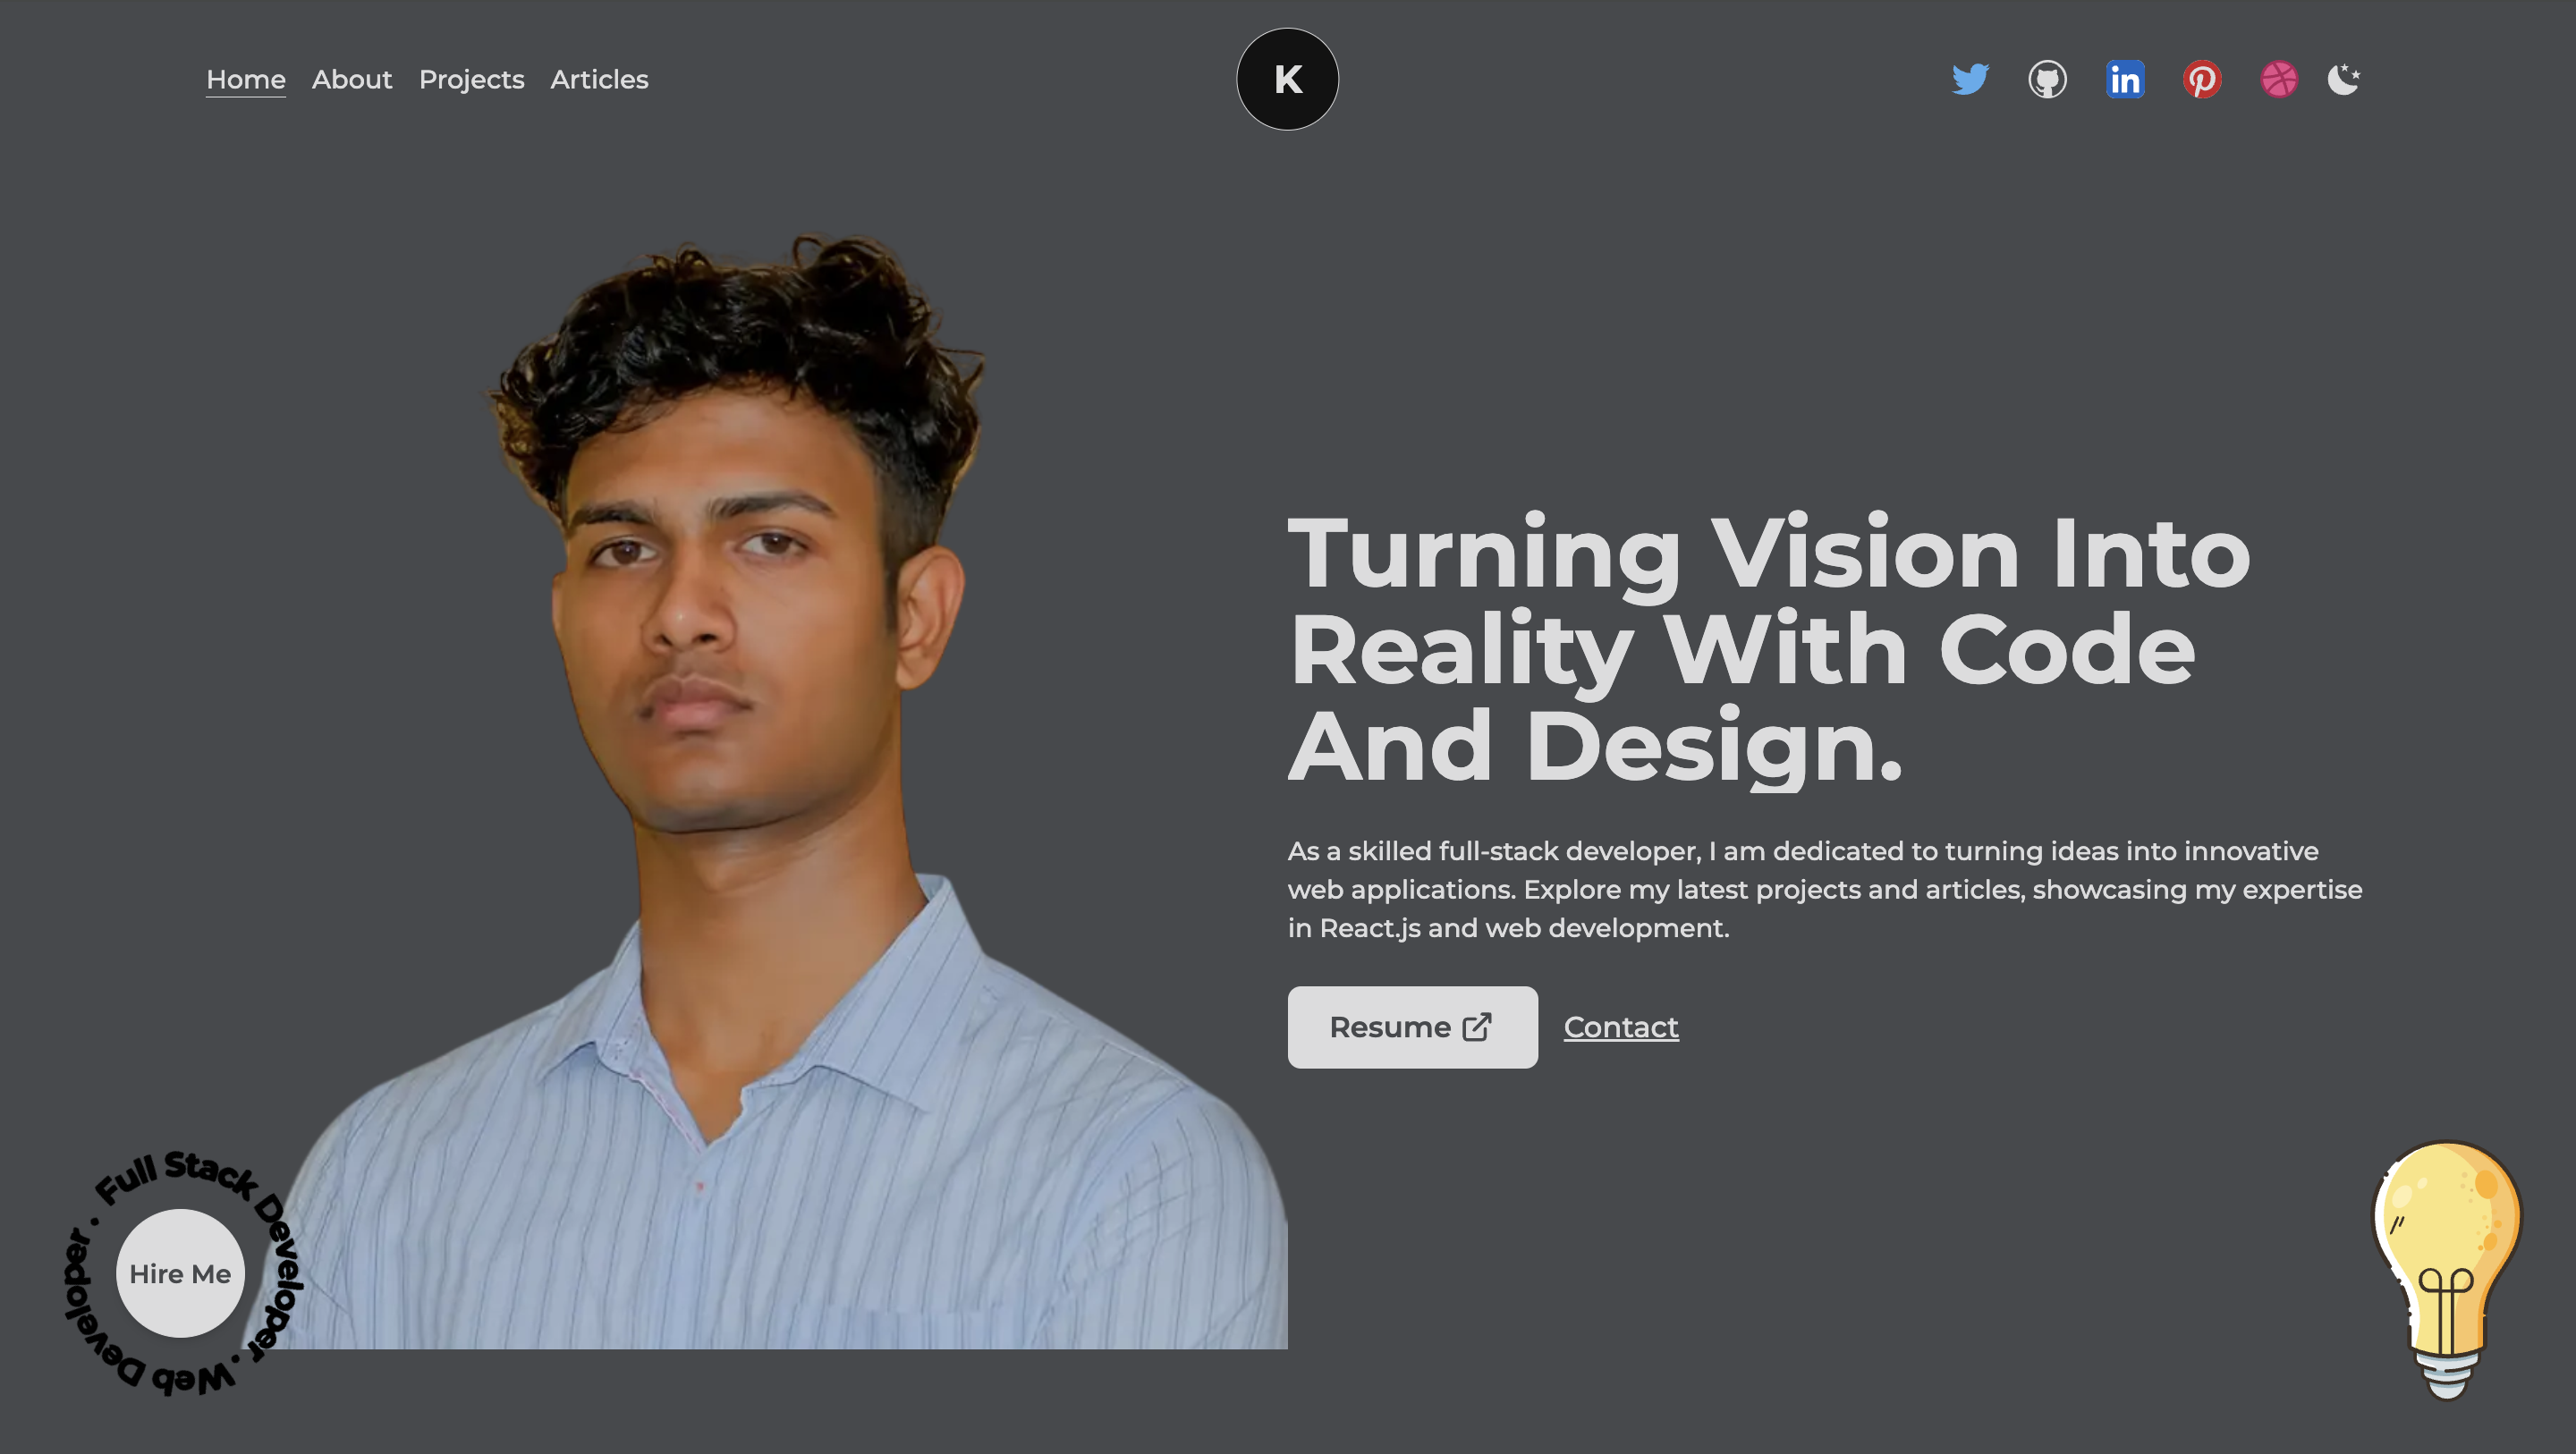 Home About Projects Articles
K
in
Turning Vision Into
Reality With Code
And Design.
As a skilled full-stack developer, I am dedicated to turning ideas into innovative
web applications. Explore my latest projects and articles, showcasing my expertise
in React.js and web development.
Resume
Contact
Full Stack Developer . Web Developer .
Hire Me